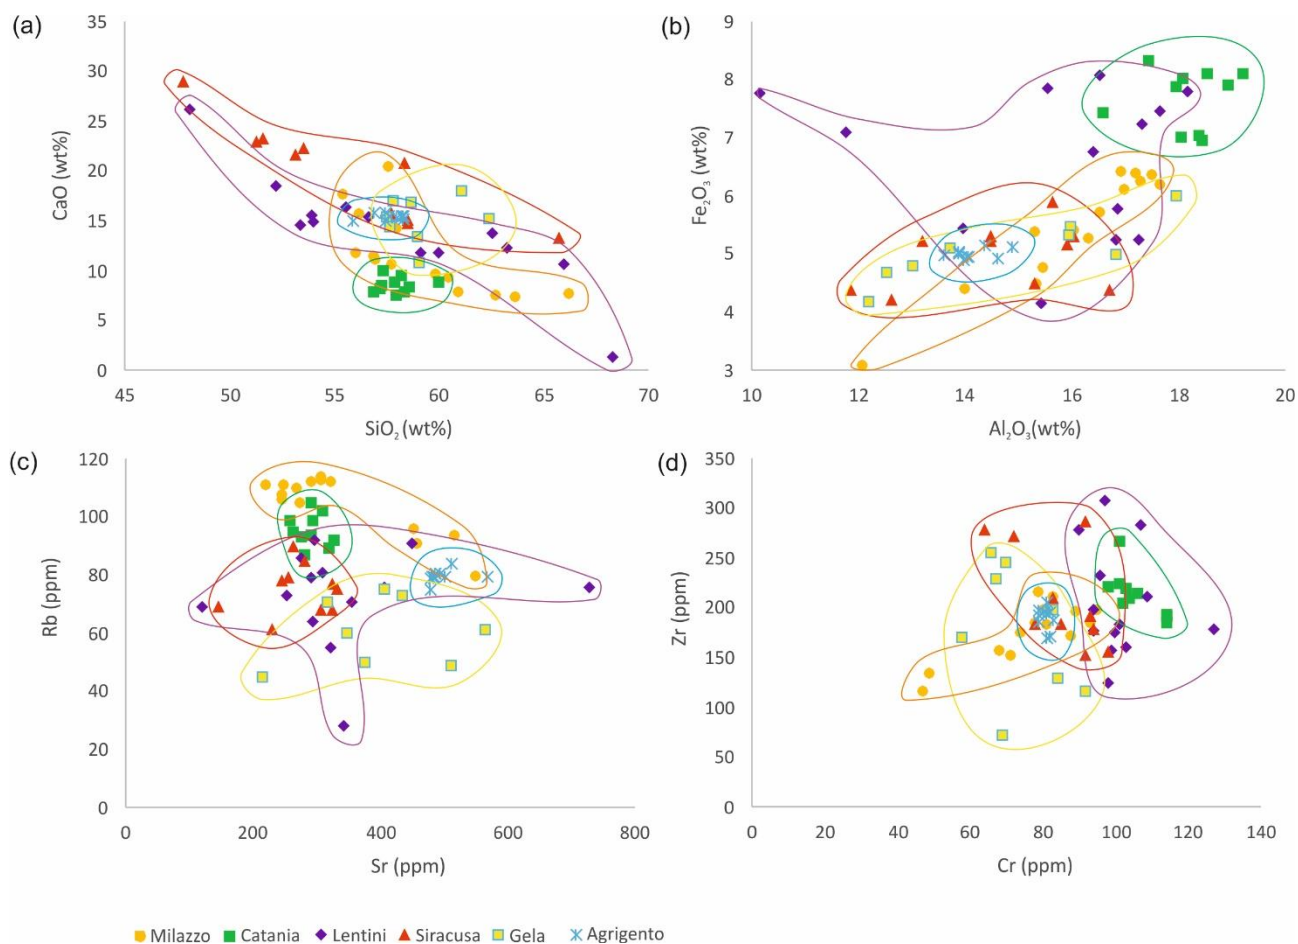 (a)
35
30
25
20
15
10
5
0
CaO (wt%)
45 50 55 60 65 70
SiO₂ (wt%)
(b)
9
8
7
6
5
4
3
Fe₂O₃ (wt%)
10 12 14 16 18 20
Al₂O₃(wt%)
(c)
120
100
80
60
40
20
0
Rb (ppm)
0 200 400 600 800
Sr (ppm)
(d)
350
300
250
200
150
100
50
0
Zr (ppm)
0 20 40 60 80 100 120 140
Cr (ppm)
Milazzo Catania Lentini Siracusa Gela Agrigento